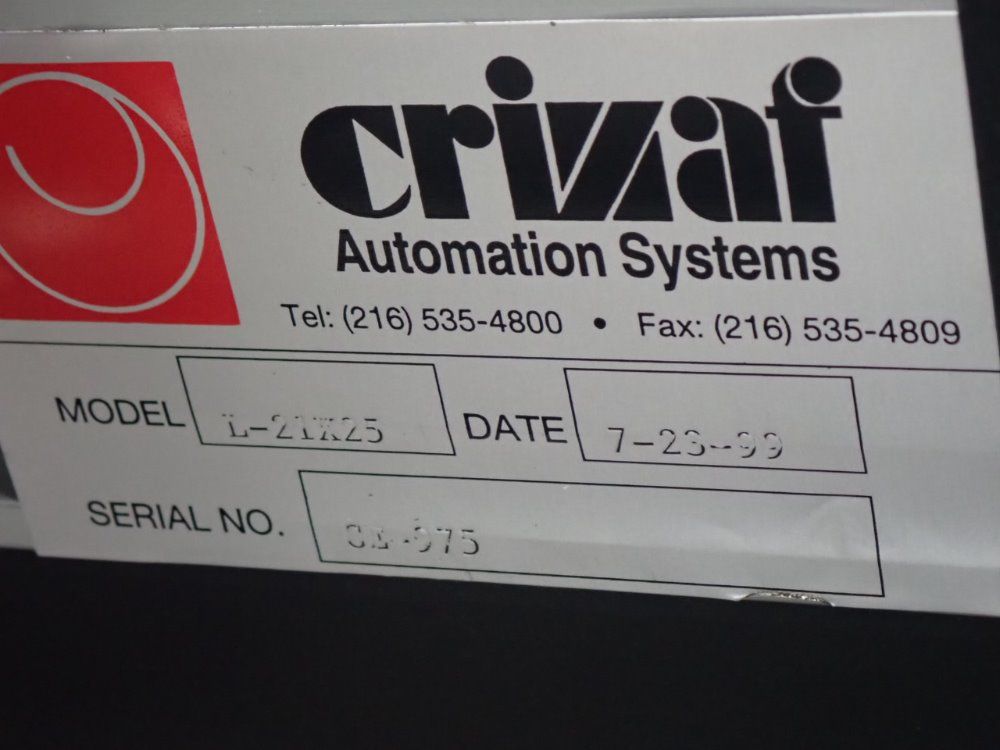 crizaf
Automation Systems
Tel: (216) 535-4800 • Fax: (216) 535-4809
MODEL L-21X25 DATE 7-23-99
SERIAL NO.